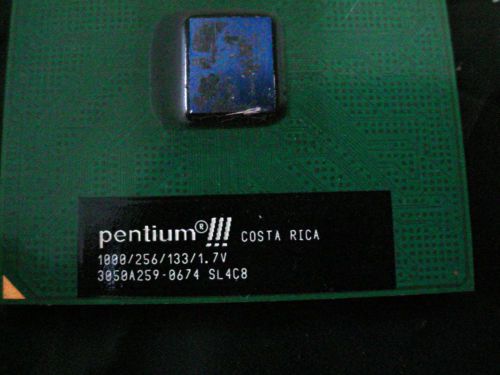 pentium® III COSTA RICA
1000/256/133/1.7V
3050A259-0674 SL4C8